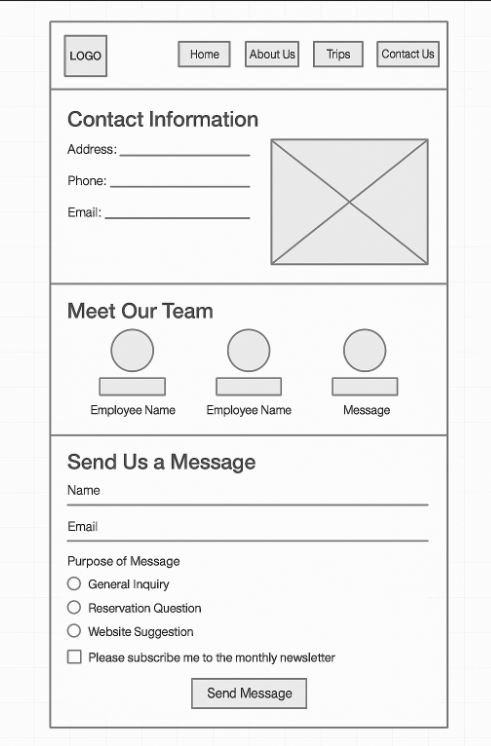 LOGO
Home About Us Trips Contact Us
Contact Information
Address:
Phone:
Email:
Meet Our Team
Employee Name Employee Name Message
Send Us a Message
Name
Email
Purpose of Message
General Inquiry
Reservation Question
Website Suggestion
Please subscribe me to the monthly newsletter
Send Message